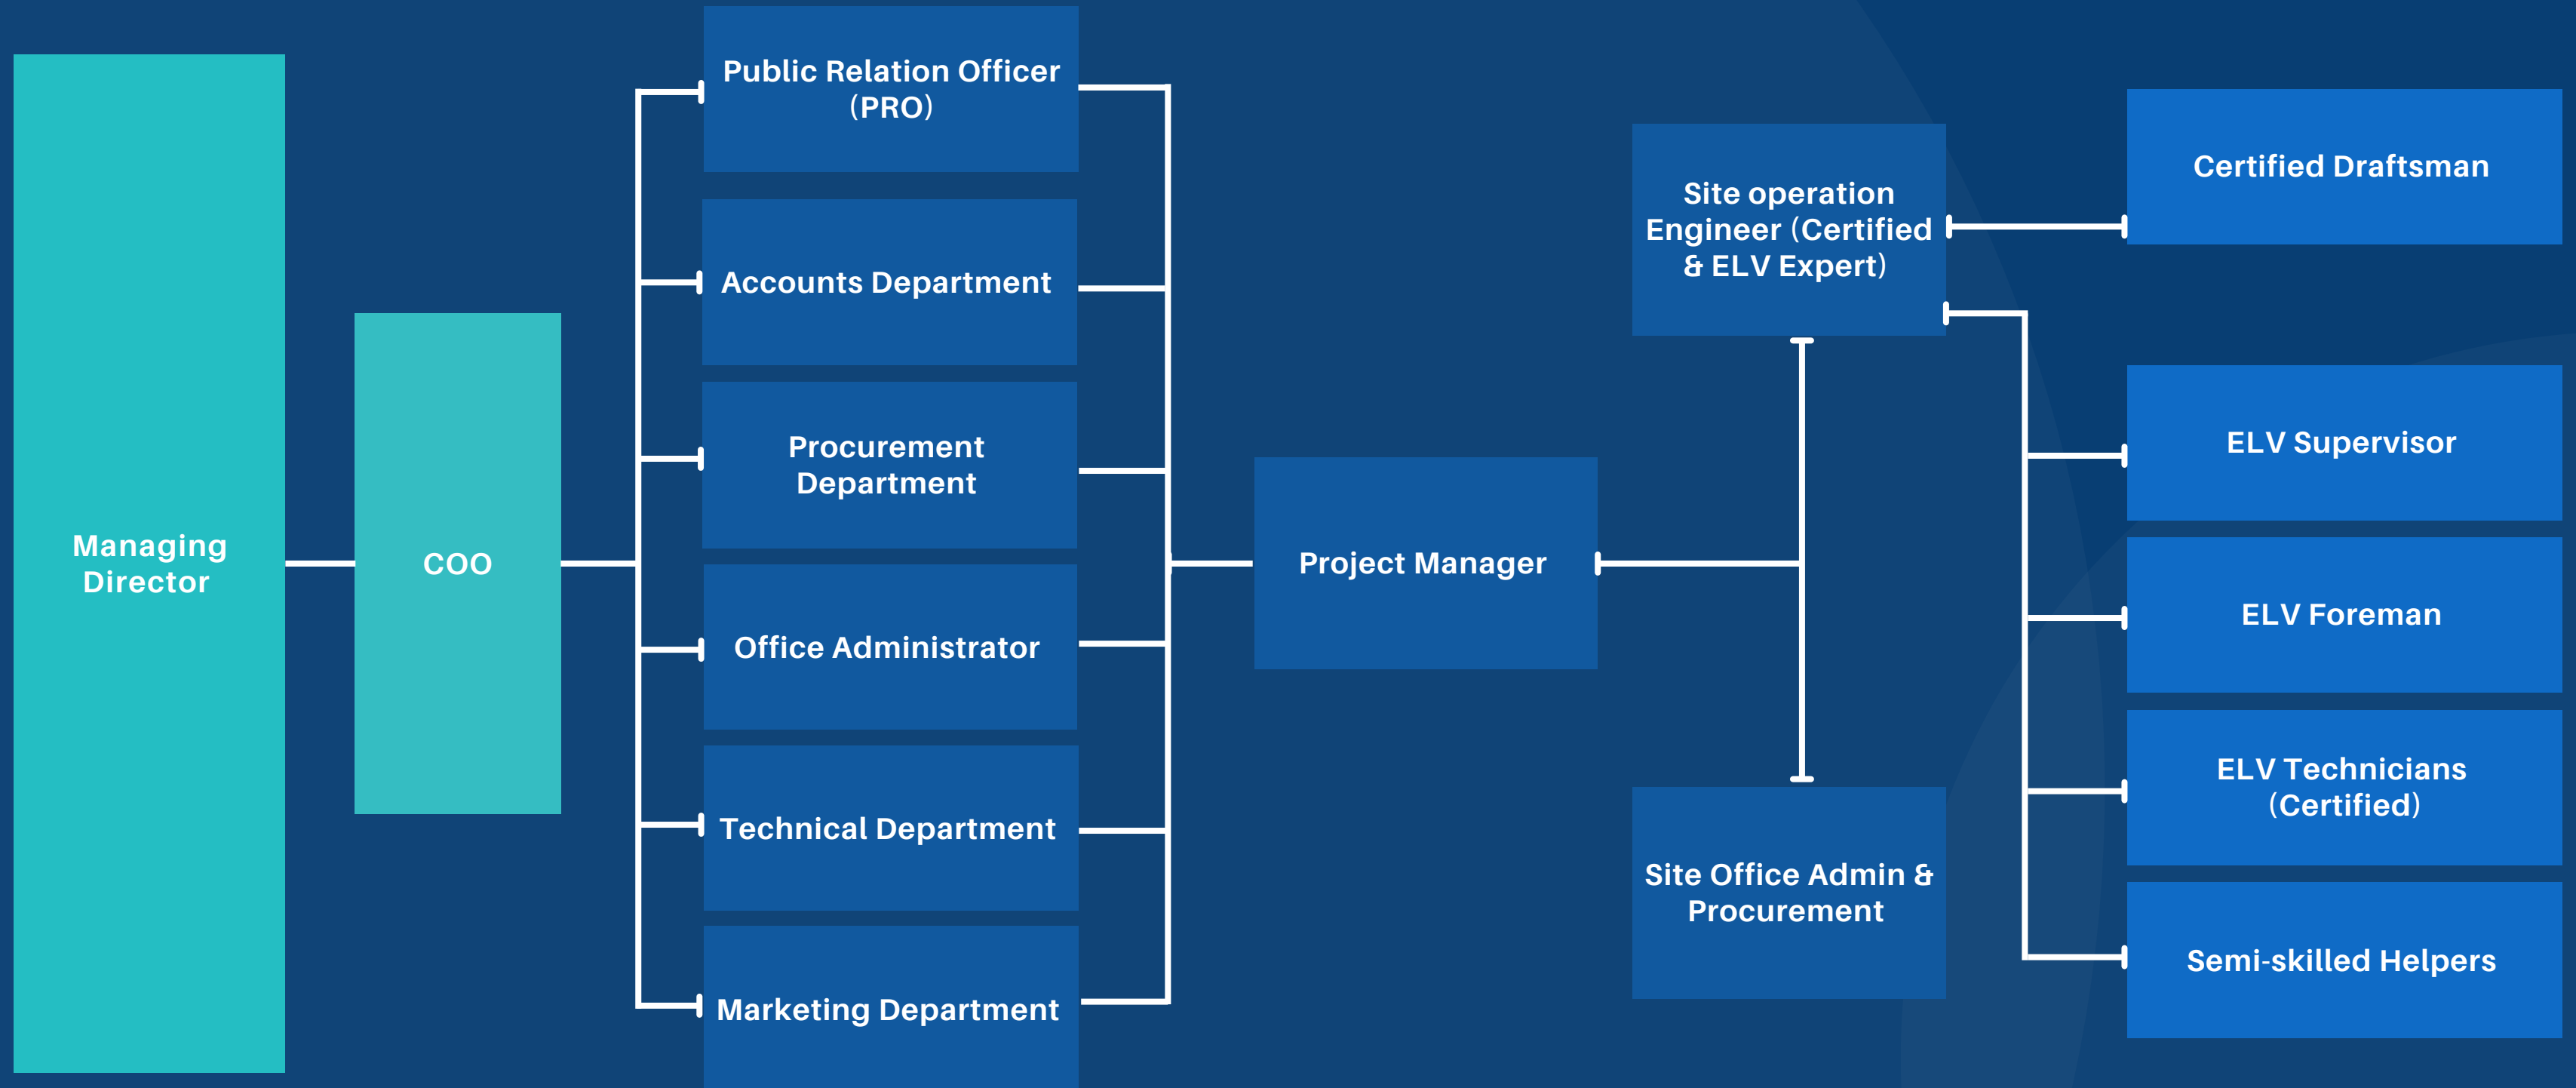 Managing
Director
COO
Public Relation Officer
(PRO)
Accounts Department
Procurement
Department
Office Administrator
Technical Department
Marketing Department
Project Manager
Site operation
Engineer (Certified
& ELV Expert)
Site Office Admin &
Procurement
Certified Draftsman
ELV Supervisor
ELV Foreman
ELV Technicians
(Certified)
Semi-skilled Helpers